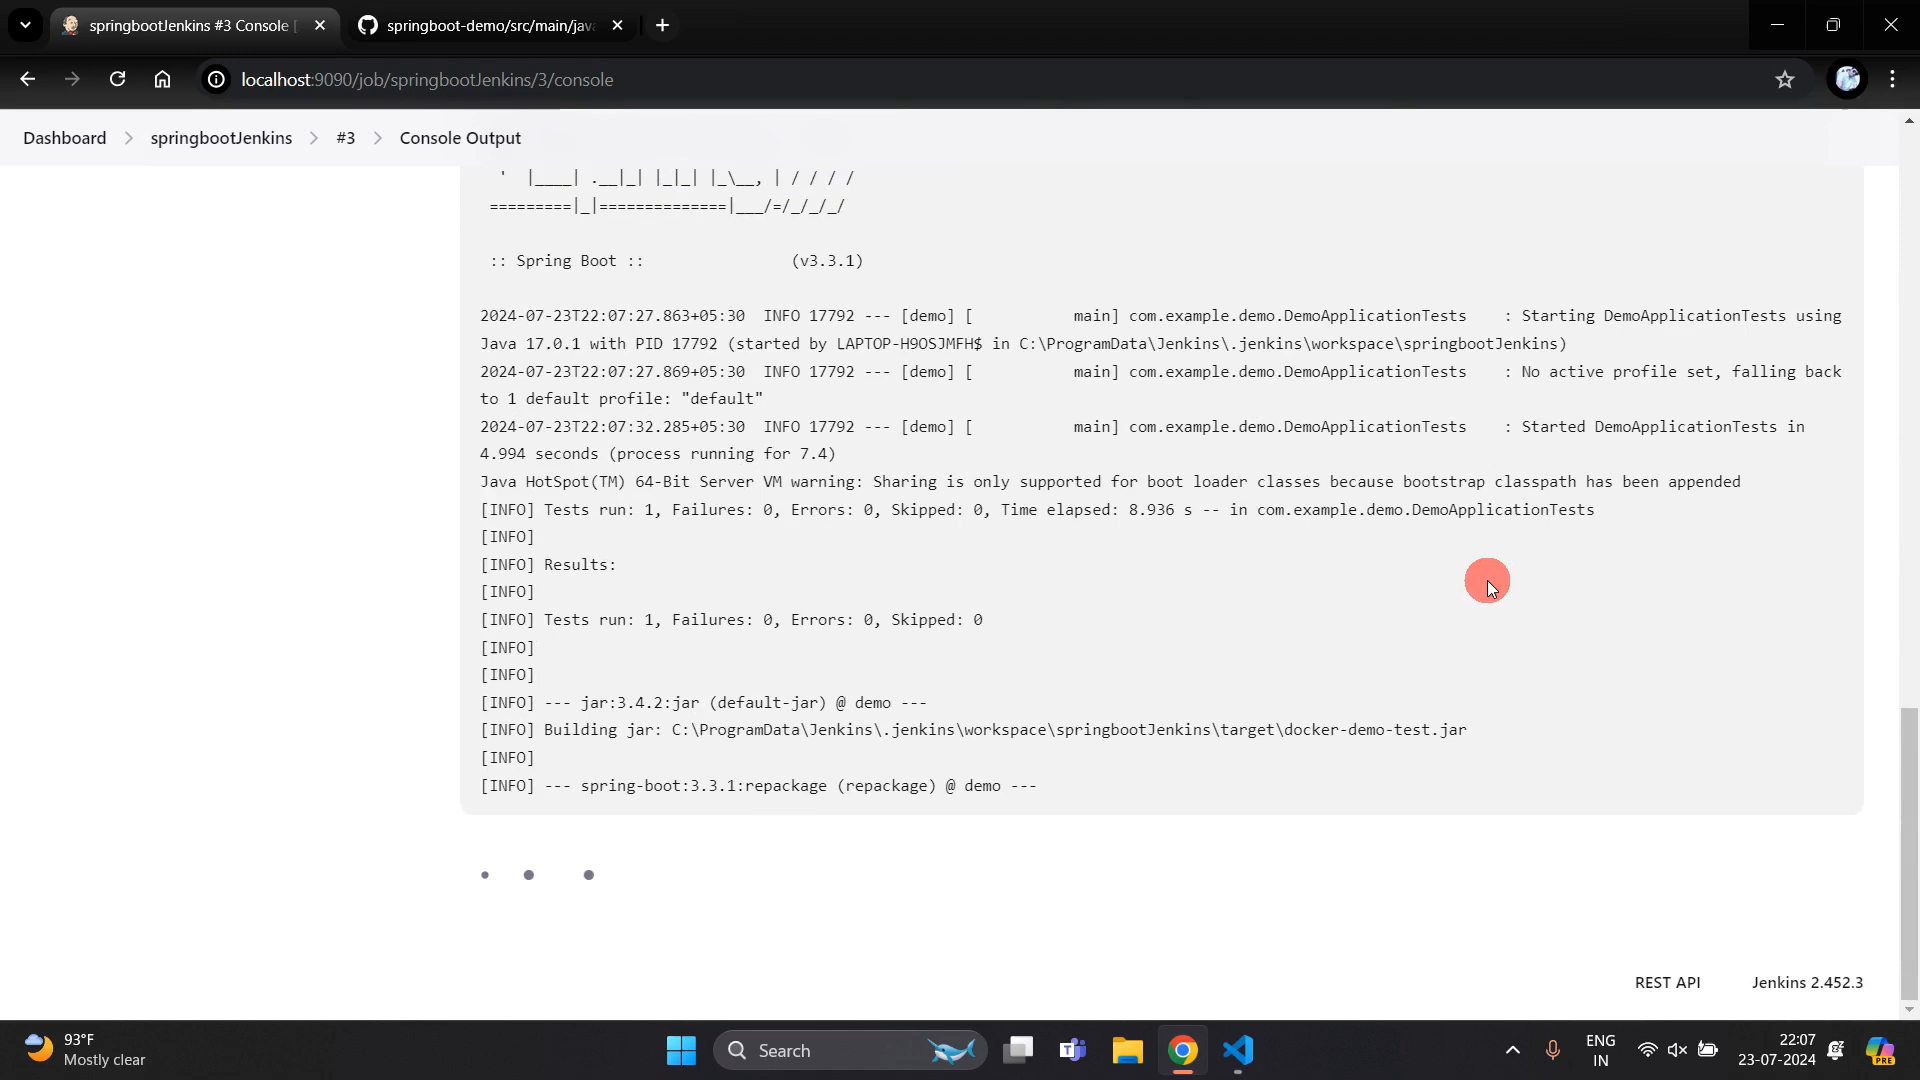 springbootJenkins #3 Console [
springboot-demo/src/main/java
localhost:9090/job/springbootJenkins/3/console
Dashboard > springbootJenkins > #3 > Console Output
'  |____| .__|_| |_|_| |_\__, | / / / /
=========|_|==============|___/=/_/_/_/
:: Spring Boot ::                (v3.3.1)
2024-07-23T22:07:27.863+05:30  INFO 17792 --- [demo] [           main] com.example.demo.DemoApplicationTests    : Starting DemoApplicationTests using
Java 17.0.1 with PID 17792 (started by LAPTOP-H9OSJMFH$ in C:\ProgramData\Jenkins\.jenkins\workspace\springbootJenkins)
2024-07-23T22:07:27.869+05:30  INFO 17792 --- [demo] [           main] com.example.demo.DemoApplicationTests    : No active profile set, falling back
to 1 default profile: "default"
2024-07-23T22:07:32.285+05:30  INFO 17792 --- [demo] [           main] com.example.demo.DemoApplicationTests    : Started DemoApplicationTests in
4.994 seconds (process running for 7.4)
Java HotSpot(TM) 64-Bit Server VM warning: Sharing is only supported for boot loader classes because bootstrap classpath has been appended
[INFO] Tests run: 1, Failures: 0, Errors: 0, Skipped: 0, Time elapsed: 8.936 s -- in com.example.demo.DemoApplicationTests
[INFO]
[INFO] Results:
[INFO]
[INFO] Tests run: 1, Failures: 0, Errors: 0, Skipped: 0
[INFO]
[INFO]
[INFO] --- jar:3.4.2:jar (default-jar) @ demo ---
[INFO] Building jar: C:\ProgramData\Jenkins\.jenkins\workspace\springbootJenkins\target\docker-demo-test.jar
[INFO]
[INFO] --- spring-boot:3.3.1:repackage (repackage) @ demo ---
REST API
Jenkins 2.452.3
93°F
Mostly clear
Search
ENG
IN
22:07
23-07-2024
PRE